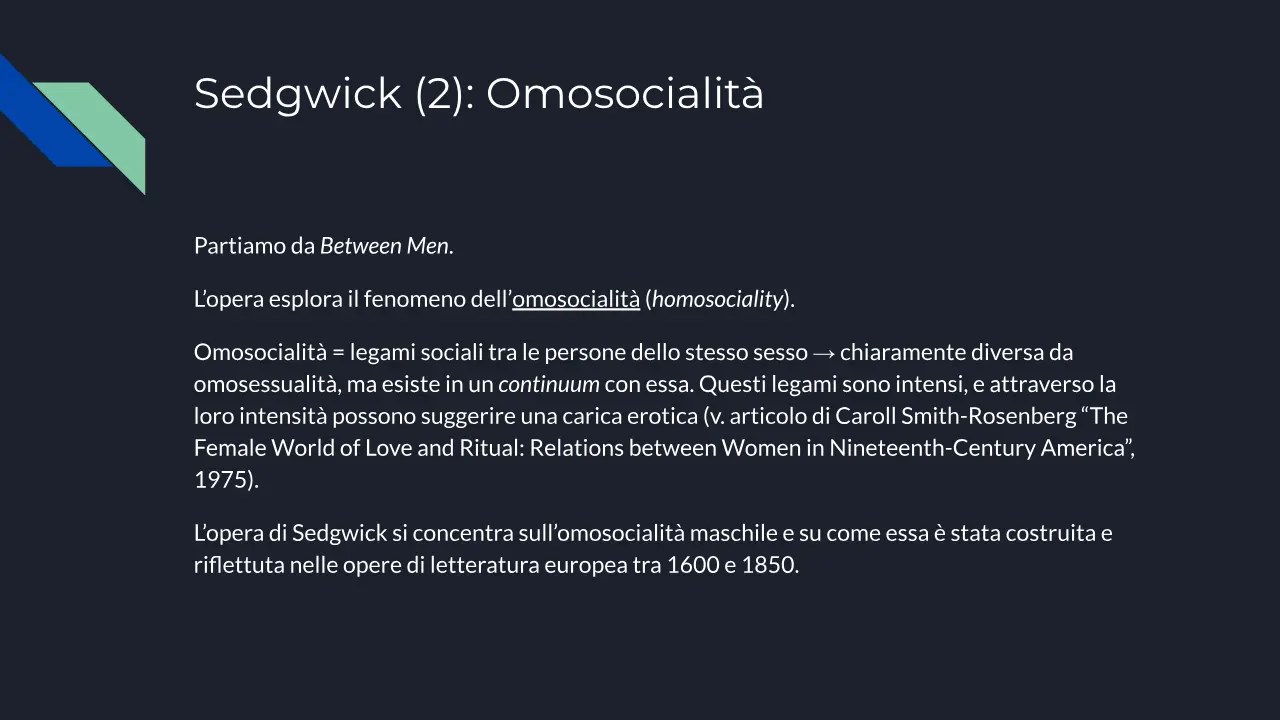 Sedgwick (2): Omosocialità
Partiamo da Between Men.
L’opera esplora il fenomeno dell’omosocialità (homosociality).
Omosocialità = legami sociali tra le persone dello stesso sesso → chiaramente diversa da
omosessualità, ma esiste in un continuum con essa. Questi legami sono intensi, e attraverso la
loro intensità possono suggerire una carica erotica (v. articolo di Caroll Smith-Rosenberg “The
Female World of Love and Ritual: Relations between Women in Nineteenth-Century America”,
1975).
L’opera di Sedgwick si concentra sull’omosocialità maschile e su come essa è stata costruita e
riflettuta nelle opere di letteratura europea tra 1600 e 1850.